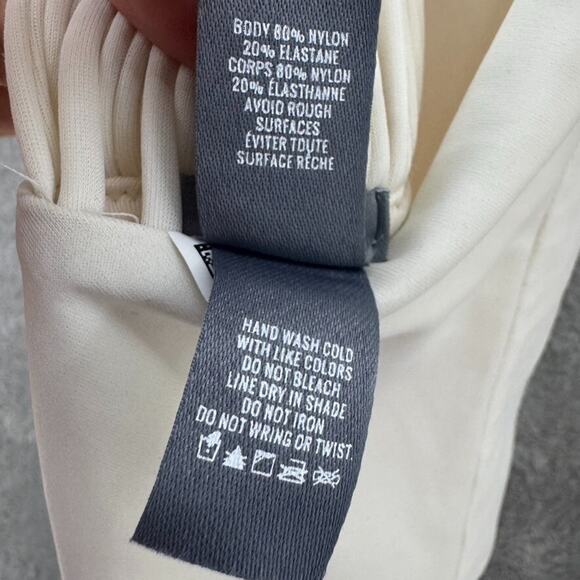 BODY 80% NYLON
20% ELASTANE
CORPS 80% NYLON
20% ÉLASTHANNE
AVOID ROUGH
SURFACES
ÉVITER TOUTE
SURFACE RÊCHE
HAND WASH COLD
WITH LIKE COLORS
DO NOT BLEACH
LINE DRY IN SHADE
DO NOT IRON
DO NOT WRING OR TWIST.